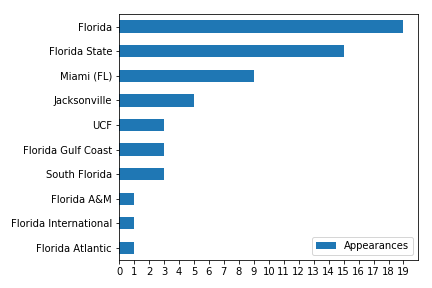 Florida
Florida State
Miami (FL)
Jacksonville
UCF
Florida Gulf Coast
South Florida
Florida A&M
Florida International
Florida Atlantic
Appearances
0 1 2 3 4 5 6 7 8 9 10 11 12 13 14 15 16 17 18 19